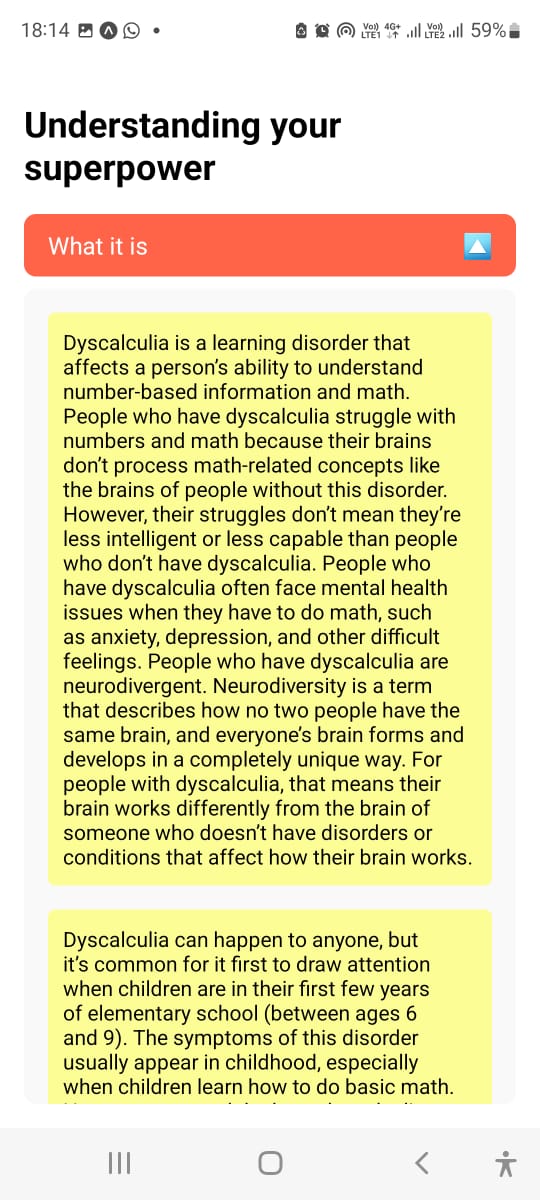 18:14
Vo)) LTE1 4G+ Vo)) LTE2 59%
Understanding your
superpower
What it is
Dyscalculia is a learning disorder that
affects a person’s ability to understand
number-based information and math.
People who have dyscalculia struggle with
numbers and math because their brains
don’t process math-related concepts like
the brains of people without this disorder.
However, their struggles don’t mean they’re
less intelligent or less capable than people
who don’t have dyscalculia. People who
have dyscalculia often face mental health
issues when they have to do math, such
as anxiety, depression, and other difficult
feelings. People who have dyscalculia are
neurodivergent. Neurodiversity is a term
that describes how no two people have the
same brain, and everyone’s brain forms and
develops in a completely unique way. For
people with dyscalculia, that means their
brain works differently from the brain of
someone who doesn’t have disorders or
conditions that affect how their brain works.
Dyscalculia can happen to anyone, but
it’s common for it first to draw attention
when children are in their first few years
of elementary school (between ages 6
and 9). The symptoms of this disorder
usually appear in childhood, especially
when children learn how to do basic math.